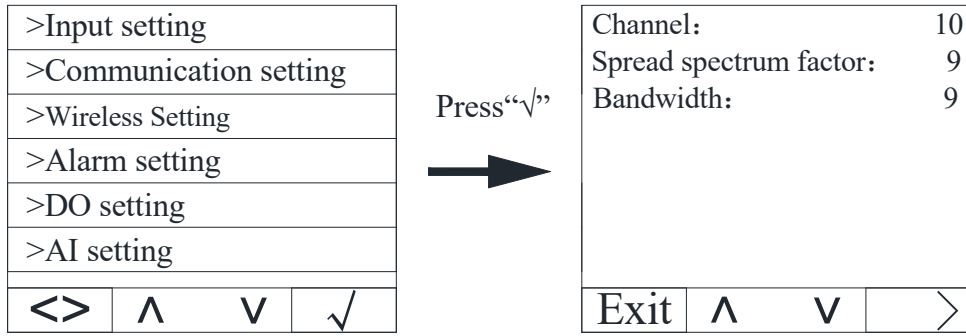 >Input setting
>Communication setting
>Wireless Setting
>Alarm setting
>DO setting
>AI setting
<> ∧ ∨ √
Press“√”
Channel： 10
Spread spectrum factor： 9
Bandwidth： 9
Exit ∧ ∨ >